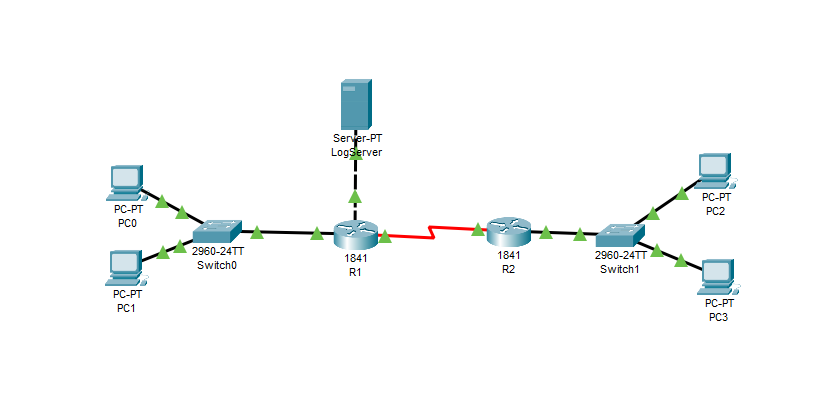 Server-PT
LogServer
PC-PT
PC0
2960-24TT
Switch0
PC-PT
PC1
1841
R1
1841
R2
2960-24TT
Switch1
PC-PT
PC2
PC-PT
PC3